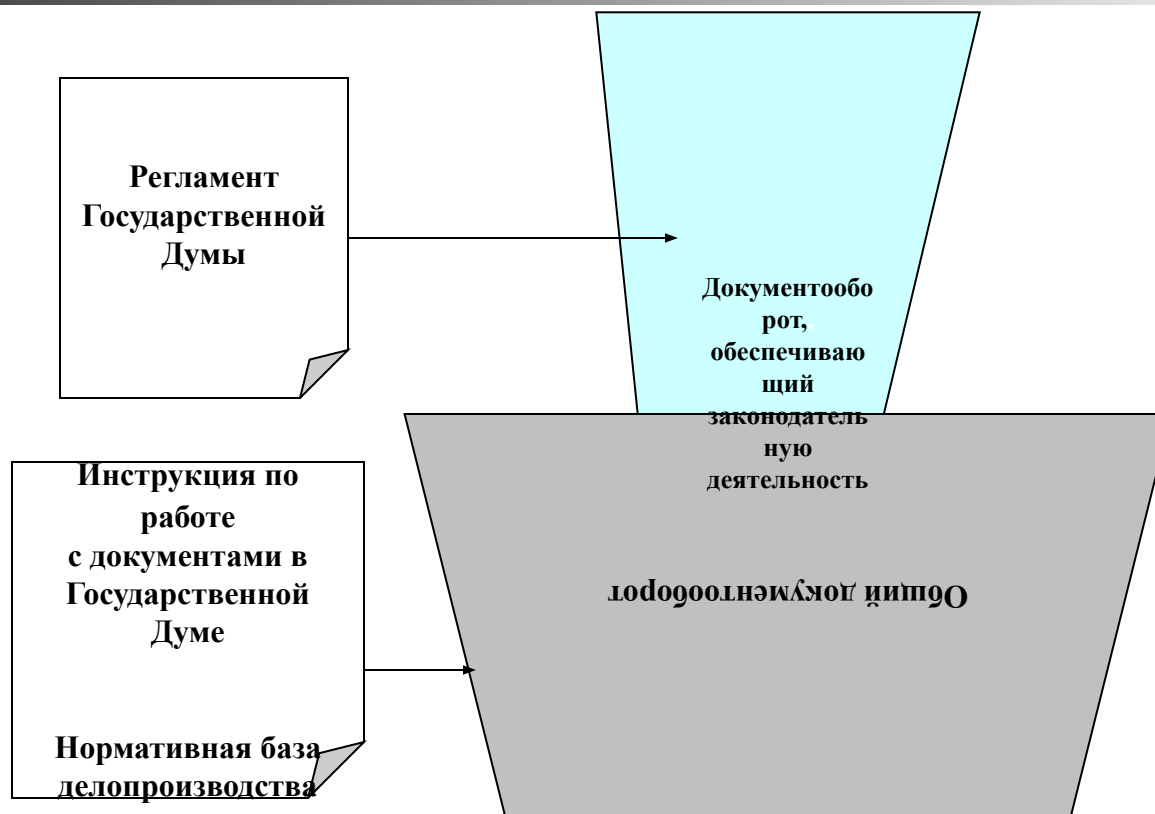 Регламент
Государственной
Думы
Документообо
рот,
обеспечиваю
щий
законодатель
ную
деятельность
Инструкция по
работе
с документами в
Государственной
Думе
Нормативная база
делопроизводства
Общий документооборот